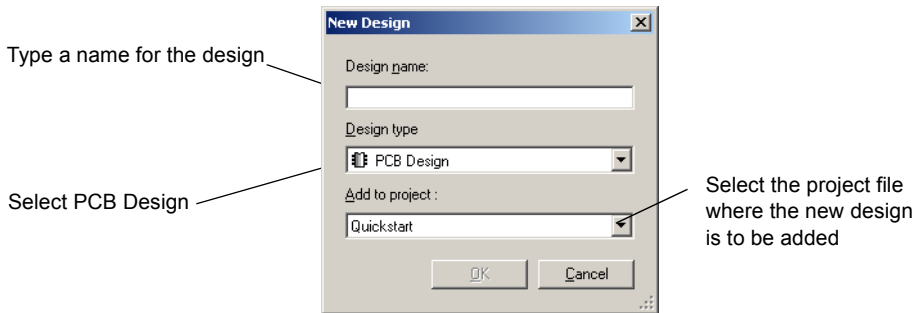 New Design
Type a name for the design
Design name:
Design type
PCB Design
Select PCB Design
Add to project :
Quickstart
Select the project file
where the new design
is to be added
OK
Cancel